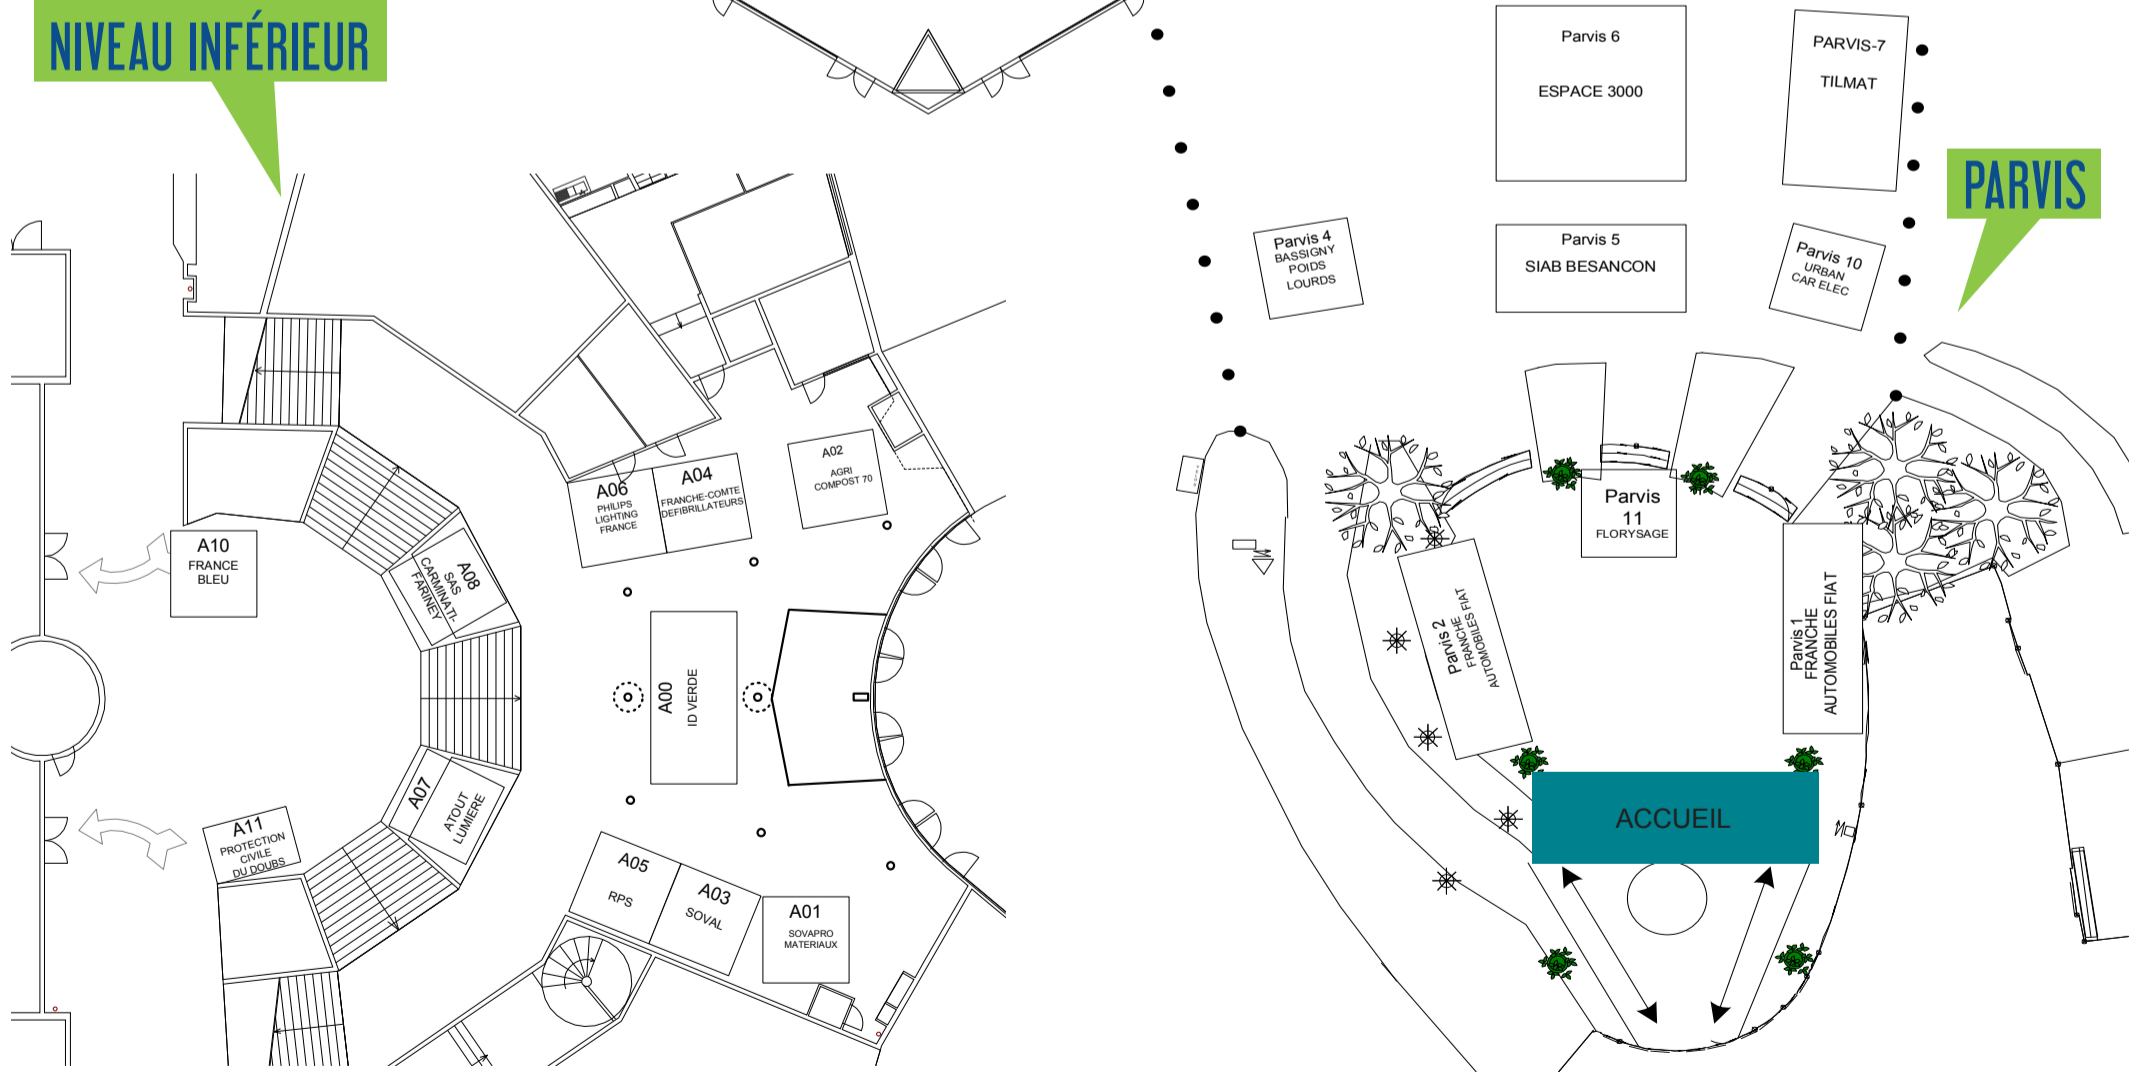 NIVEAU INFÉRIEUR
A10
FRANCE
BLEU
A11
PROTECTION
CIVILE
DU DOUBS
A08
SAS
CARMINATI-
FARINEY
A07
ATOUT
LUMIERE
A06
PHILIPS
LIGHTING
FRANCE
A04
FRANCHE-COMTE
DEFIBRILLATEURS
A02
AGRI
COMPOST 70
A00
ID VERDE
A05
RPS
A03
SOVAL
A01
SOVAPRO
MATERIAUX
PARVIS
Parvis 6
ESPACE 3000
PARVIS-7
TILMAT
Parvis 4
BASSIGNY
POIDS
LOURDS
Parvis 5
SIAB BESANCON
Parvis 10
URBAN
CAR ELEC
Parvis
11
FLORYSAGE
Parvis 2
FRANCHE
AUTOMOBILES FIAT
Parvis 1
FRANCHE
AUTOMOBILES FIAT
ACCUEIL